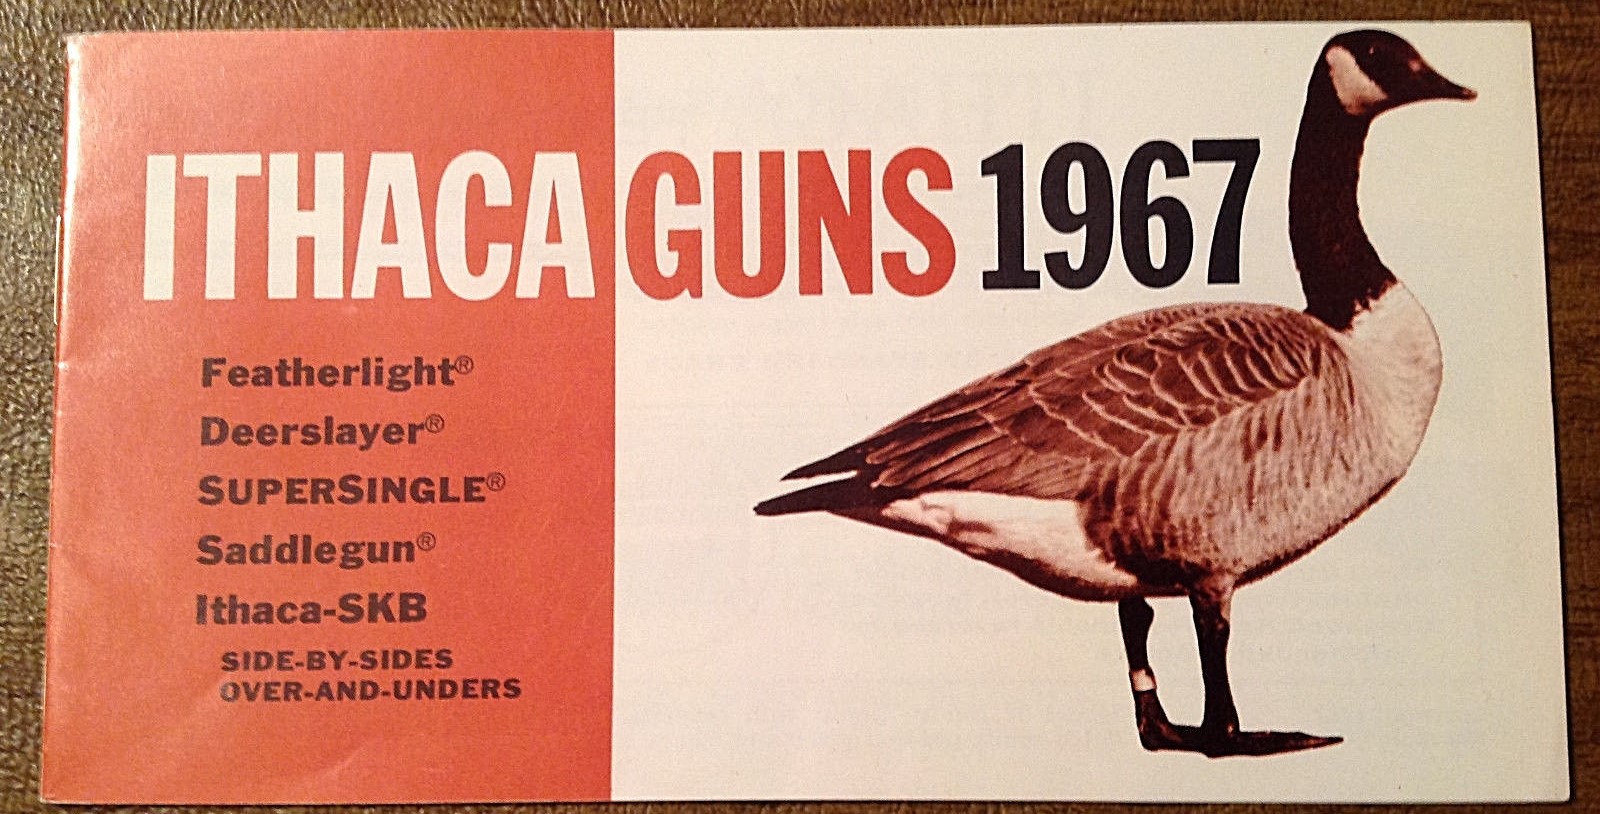 ITHACA GUNS 1967
Featherlight®
Deerslayer®
SUPERSINGLE®
Saddlegun®
Ithaca-SKB
SIDE-BY-SIDES
OVER-AND-UNDERS